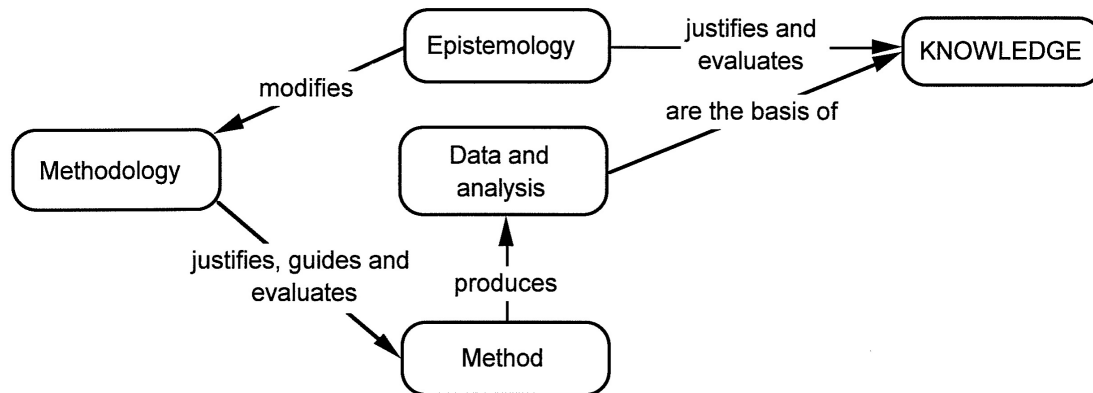 Epistemology
justifies and
evaluates
KNOWLEDGE
modifies
are the basis of
Methodology
Data and
analysis
justifies, guides and
evaluates
produces
Method